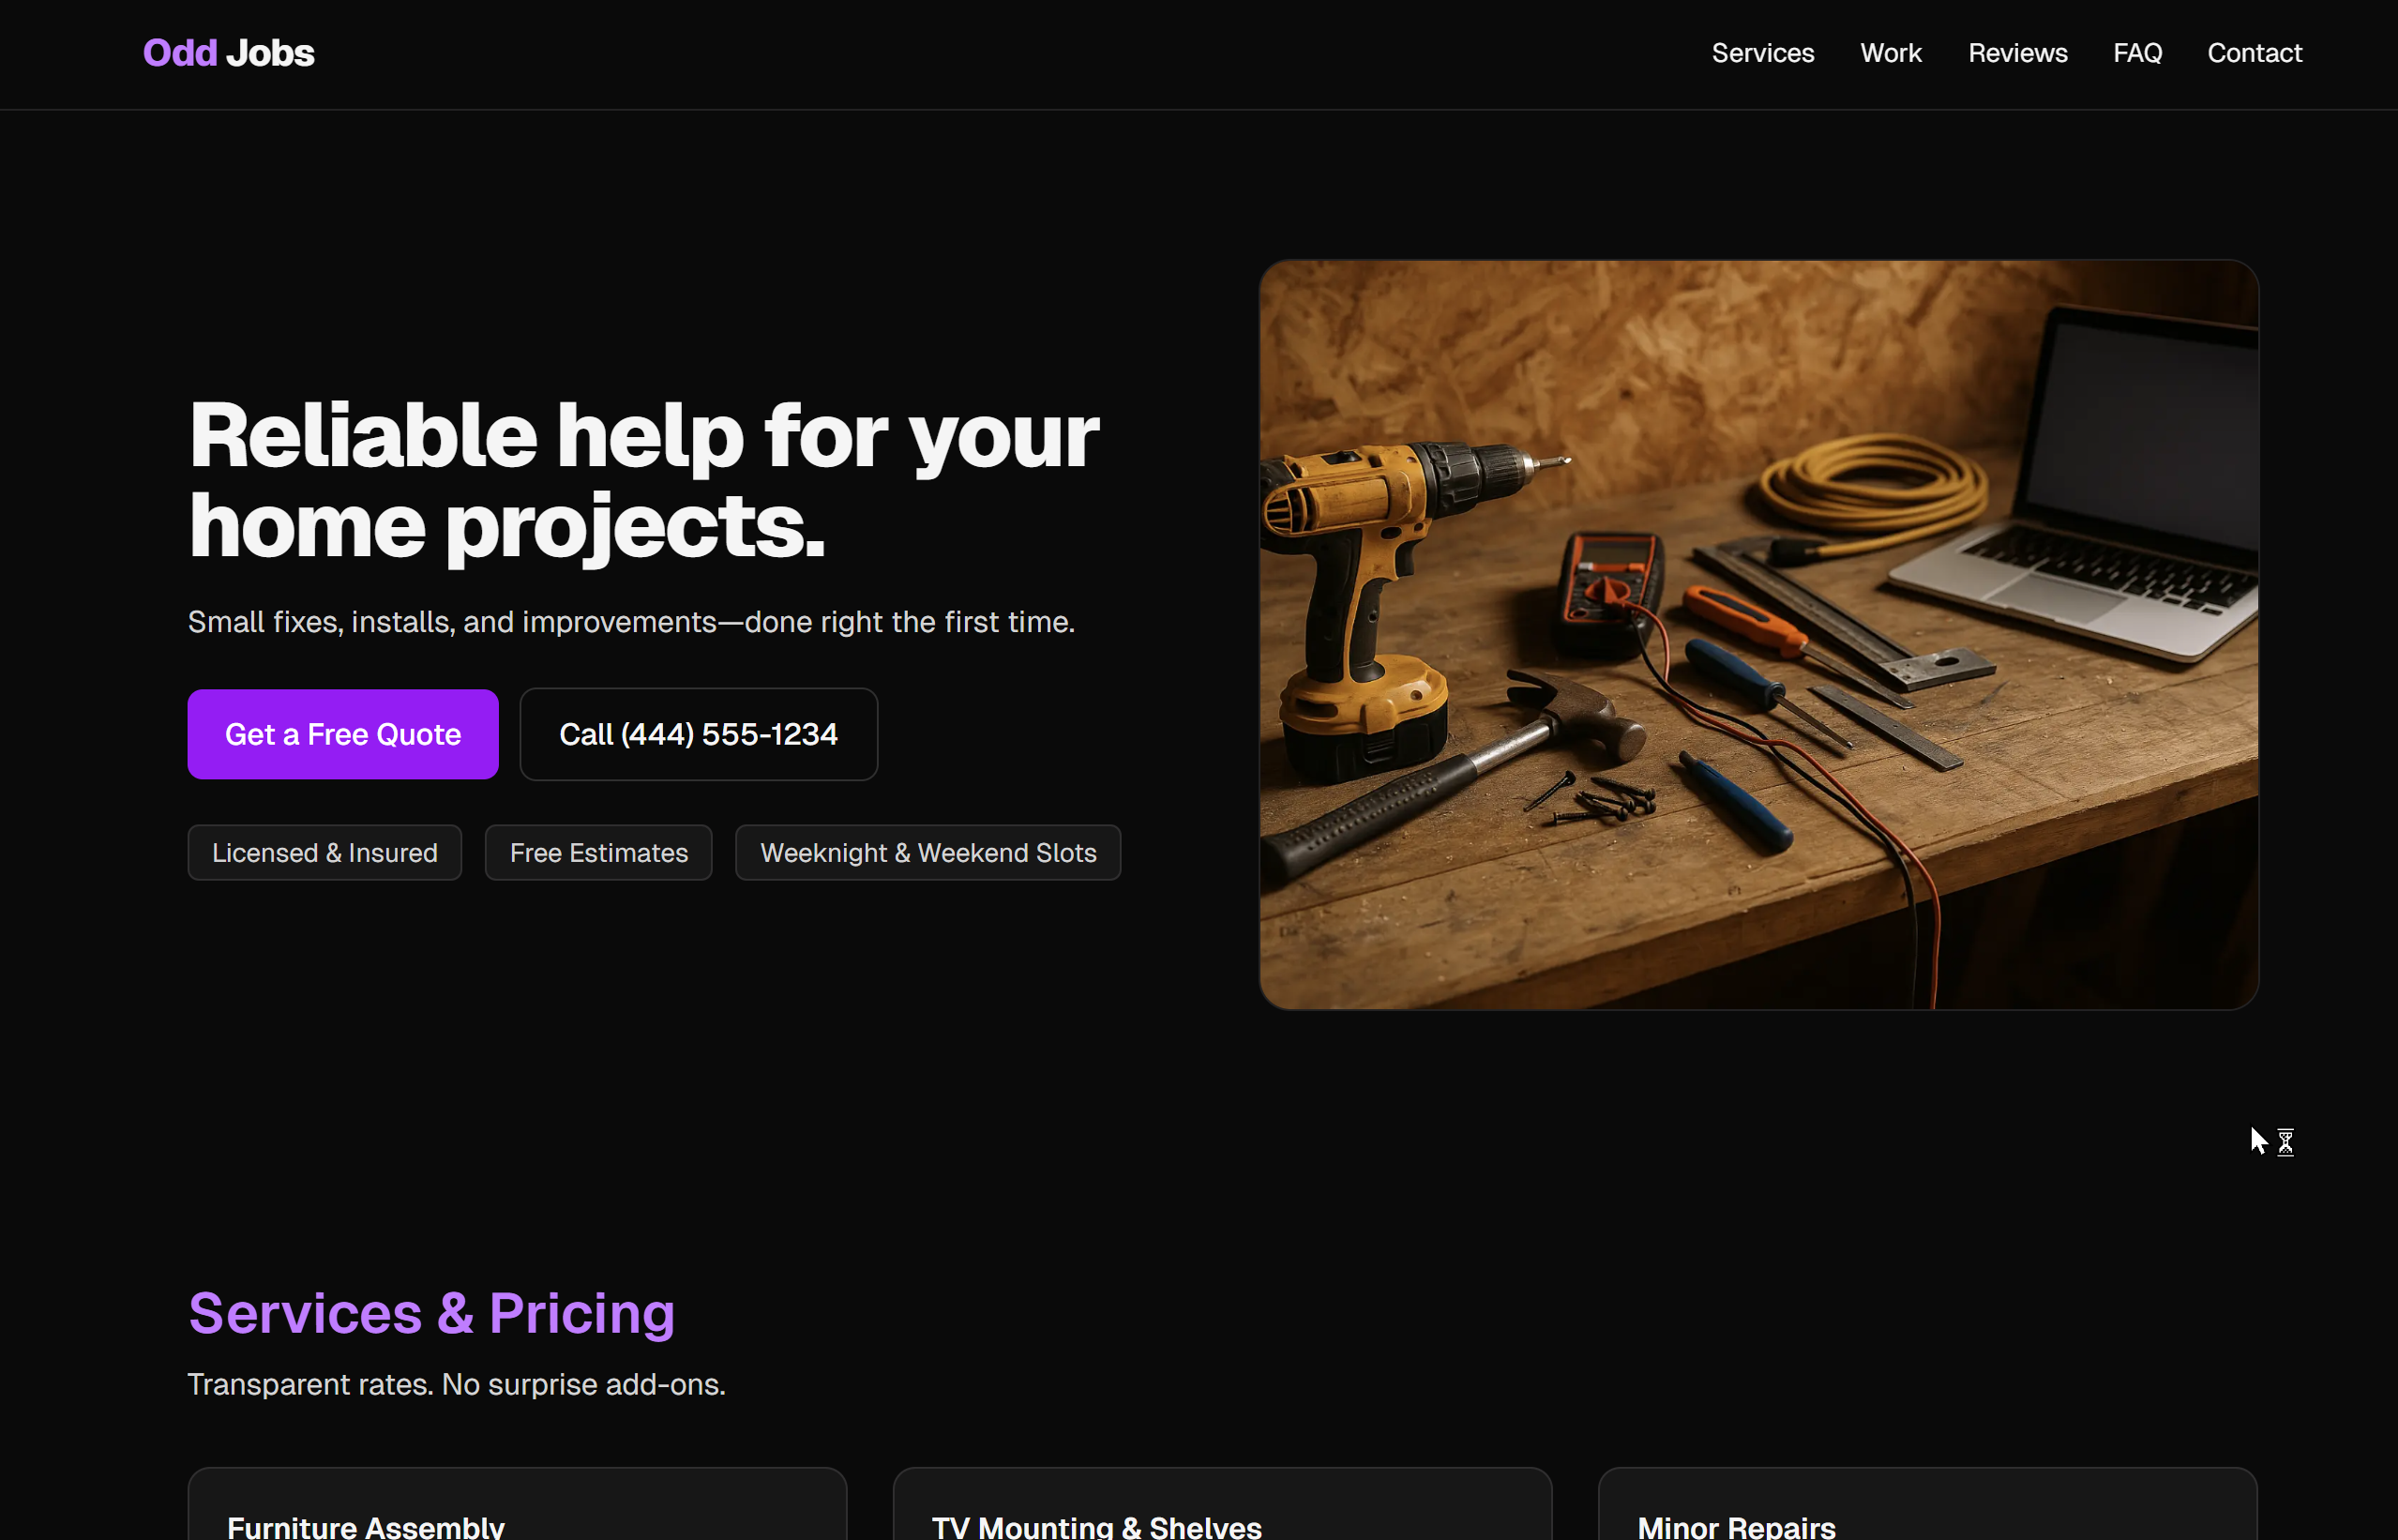 Odd Jobs
Services Work Reviews FAQ Contact
Reliable help for your
home projects.
Small fixes, installs, and improvements—done right the first time.
Get a Free Quote
Call (444) 555-1234
Licensed & Insured
Free Estimates
Weeknight & Weekend Slots
Services & Pricing
Transparent rates. No surprise add-ons.
Furniture Assembly
TV Mounting & Shelves
Minor Repairs